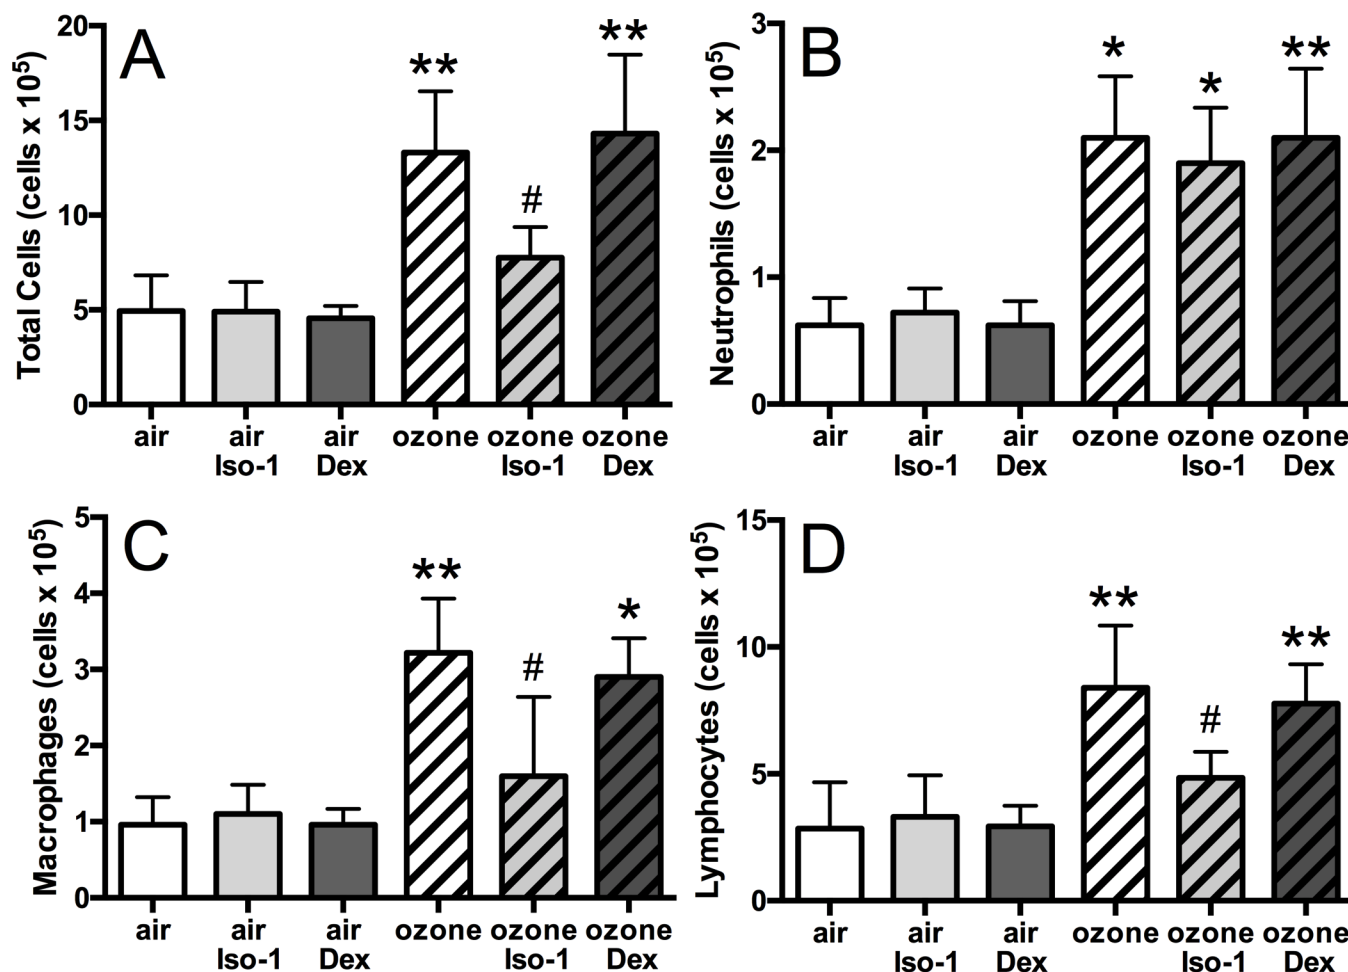 A
Total Cells (cells x 10⁵)
20
15
10
5
0
**
#
**
air
air
Iso-1
air
Dex
ozone
ozone
Iso-1
ozone
Dex
B
Neutrophils (cells x 10⁵)
3
2
1
0
*
*
**
air
air
Iso-1
air
Dex
ozone
ozone
Iso-1
ozone
Dex
C
Macrophages (cells x 10⁵)
5
4
3
2
1
0
**
#
*
air
air
Iso-1
air
Dex
ozone
ozone
Iso-1
ozone
Dex
D
Lymphocytes (cells x 10⁵)
15
10
5
0
**
#
**
air
air
Iso-1
air
Dex
ozone
ozone
Iso-1
ozone
Dex